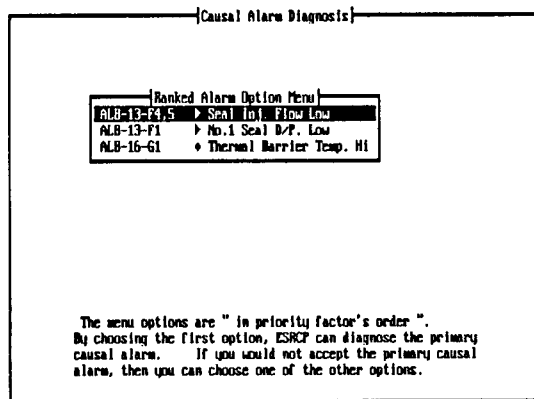 Causal Alarm Diagnosis
Ranked Alarm Option Menu
ALB-13-F4,5 ▶ Seal Inj. Flow Low
ALB-13-F1 ▶ No.1 Seal D/P. Low
ALB-16-G1 ♦ Thermal Barrier Temp. Hi
The menu options are " in priority factor's order ".
By choosing the first option, ESRCP can diagnose the primary
causal alarm. If you would not accept the primary causal
alarm, then you can choose one of the other options.